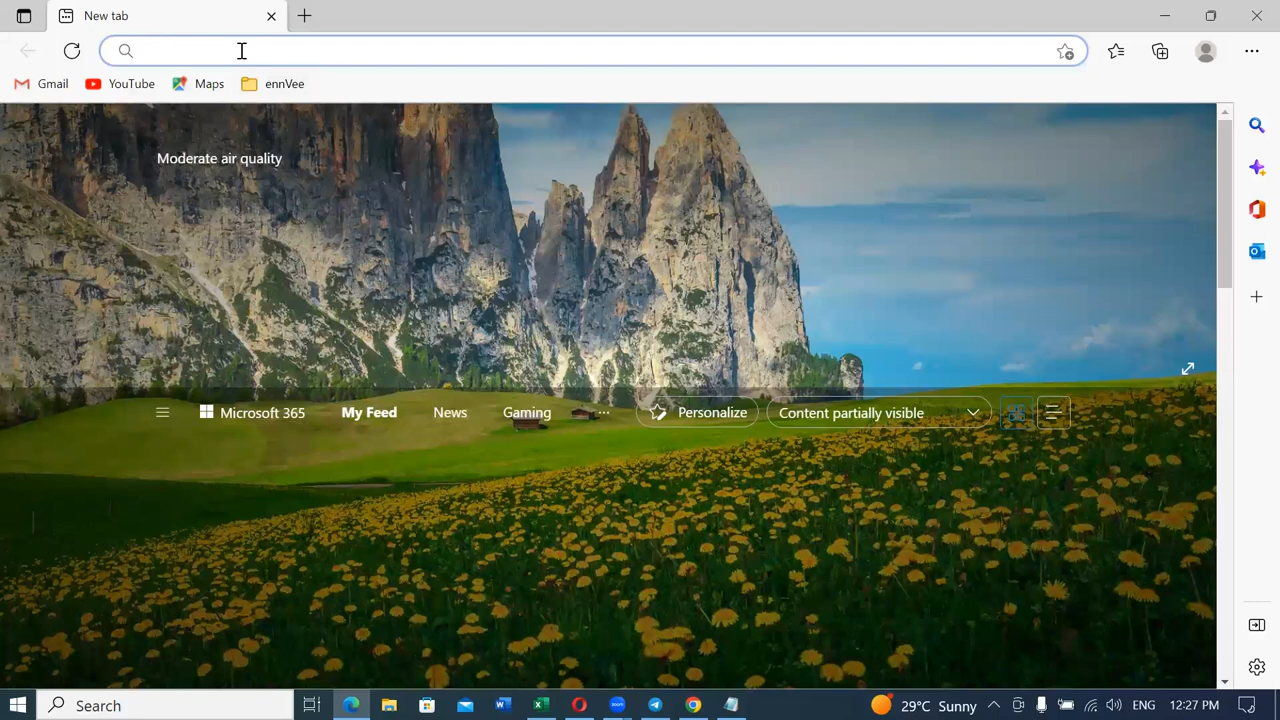 New tab
Gmail YouTube Maps ennVee
Moderate air quality
Microsoft 365 My Feed News Gaming ... Personalize Content partially visible
Search 29°C Sunny ENG 12:27 PM